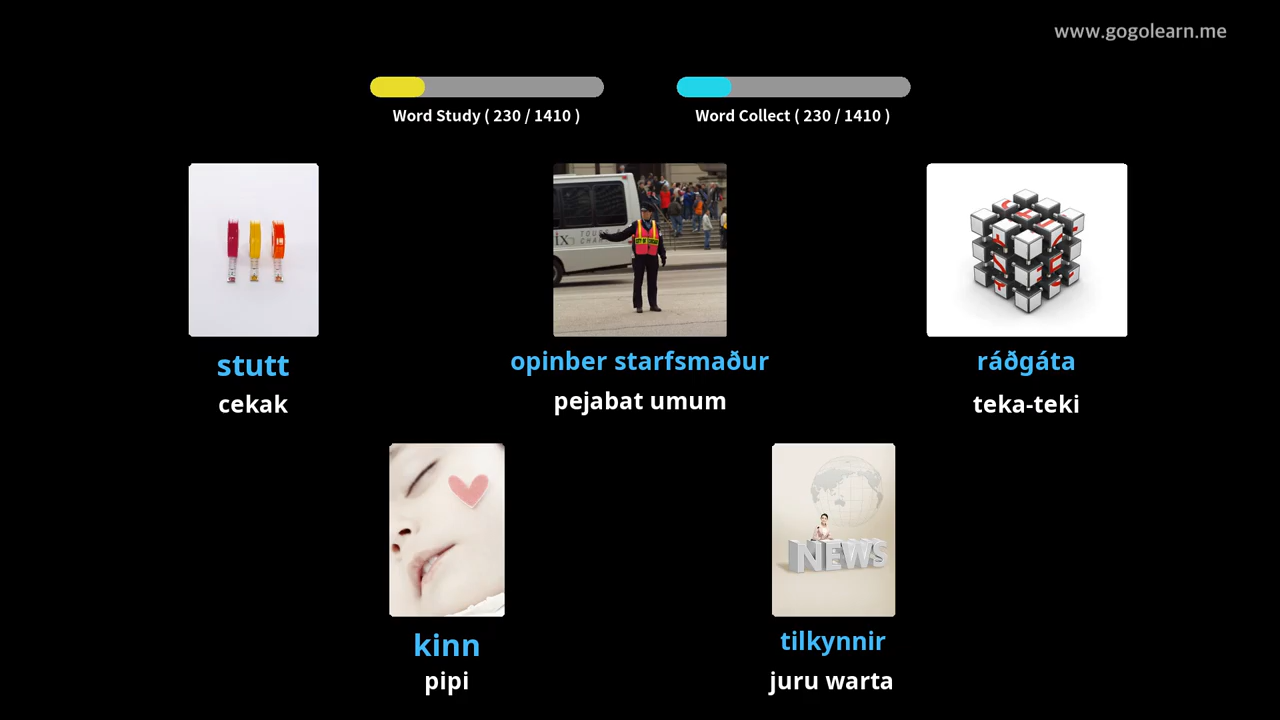 www.gogolearn.me
Word Study ( 230 / 1410 )
Word Collect ( 230 / 1410 )
stutt
cekak
opinber starfsmaður
pejabat umum
ráðgáta
teka-teki
NEWS
kinn
pipi
tilkynnir
juru warta